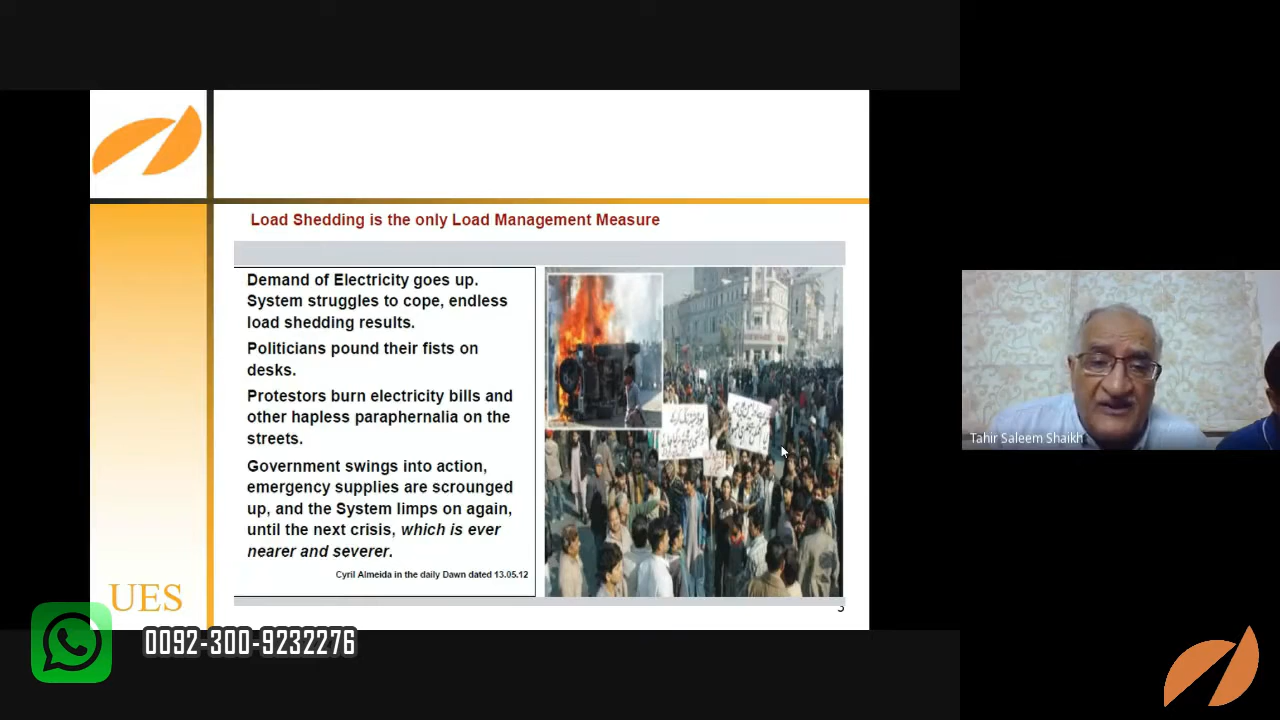 Load Shedding is the only Load Management Measure
Demand of Electricity goes up.
System struggles to cope, endless
load shedding results.
Politicians pound their fists on
desks.
Protestors burn electricity bills and
other hapless paraphernalia on the
streets.
Government swings into action,
emergency supplies are scrounged
up, and the System limps on again,
until the next crisis, which is ever
nearer and severer.
Cyril Almeida in the daily Dawn dated 13.05.12
3
UES
0092-300-9232276
Tahir Saleem Shaikh